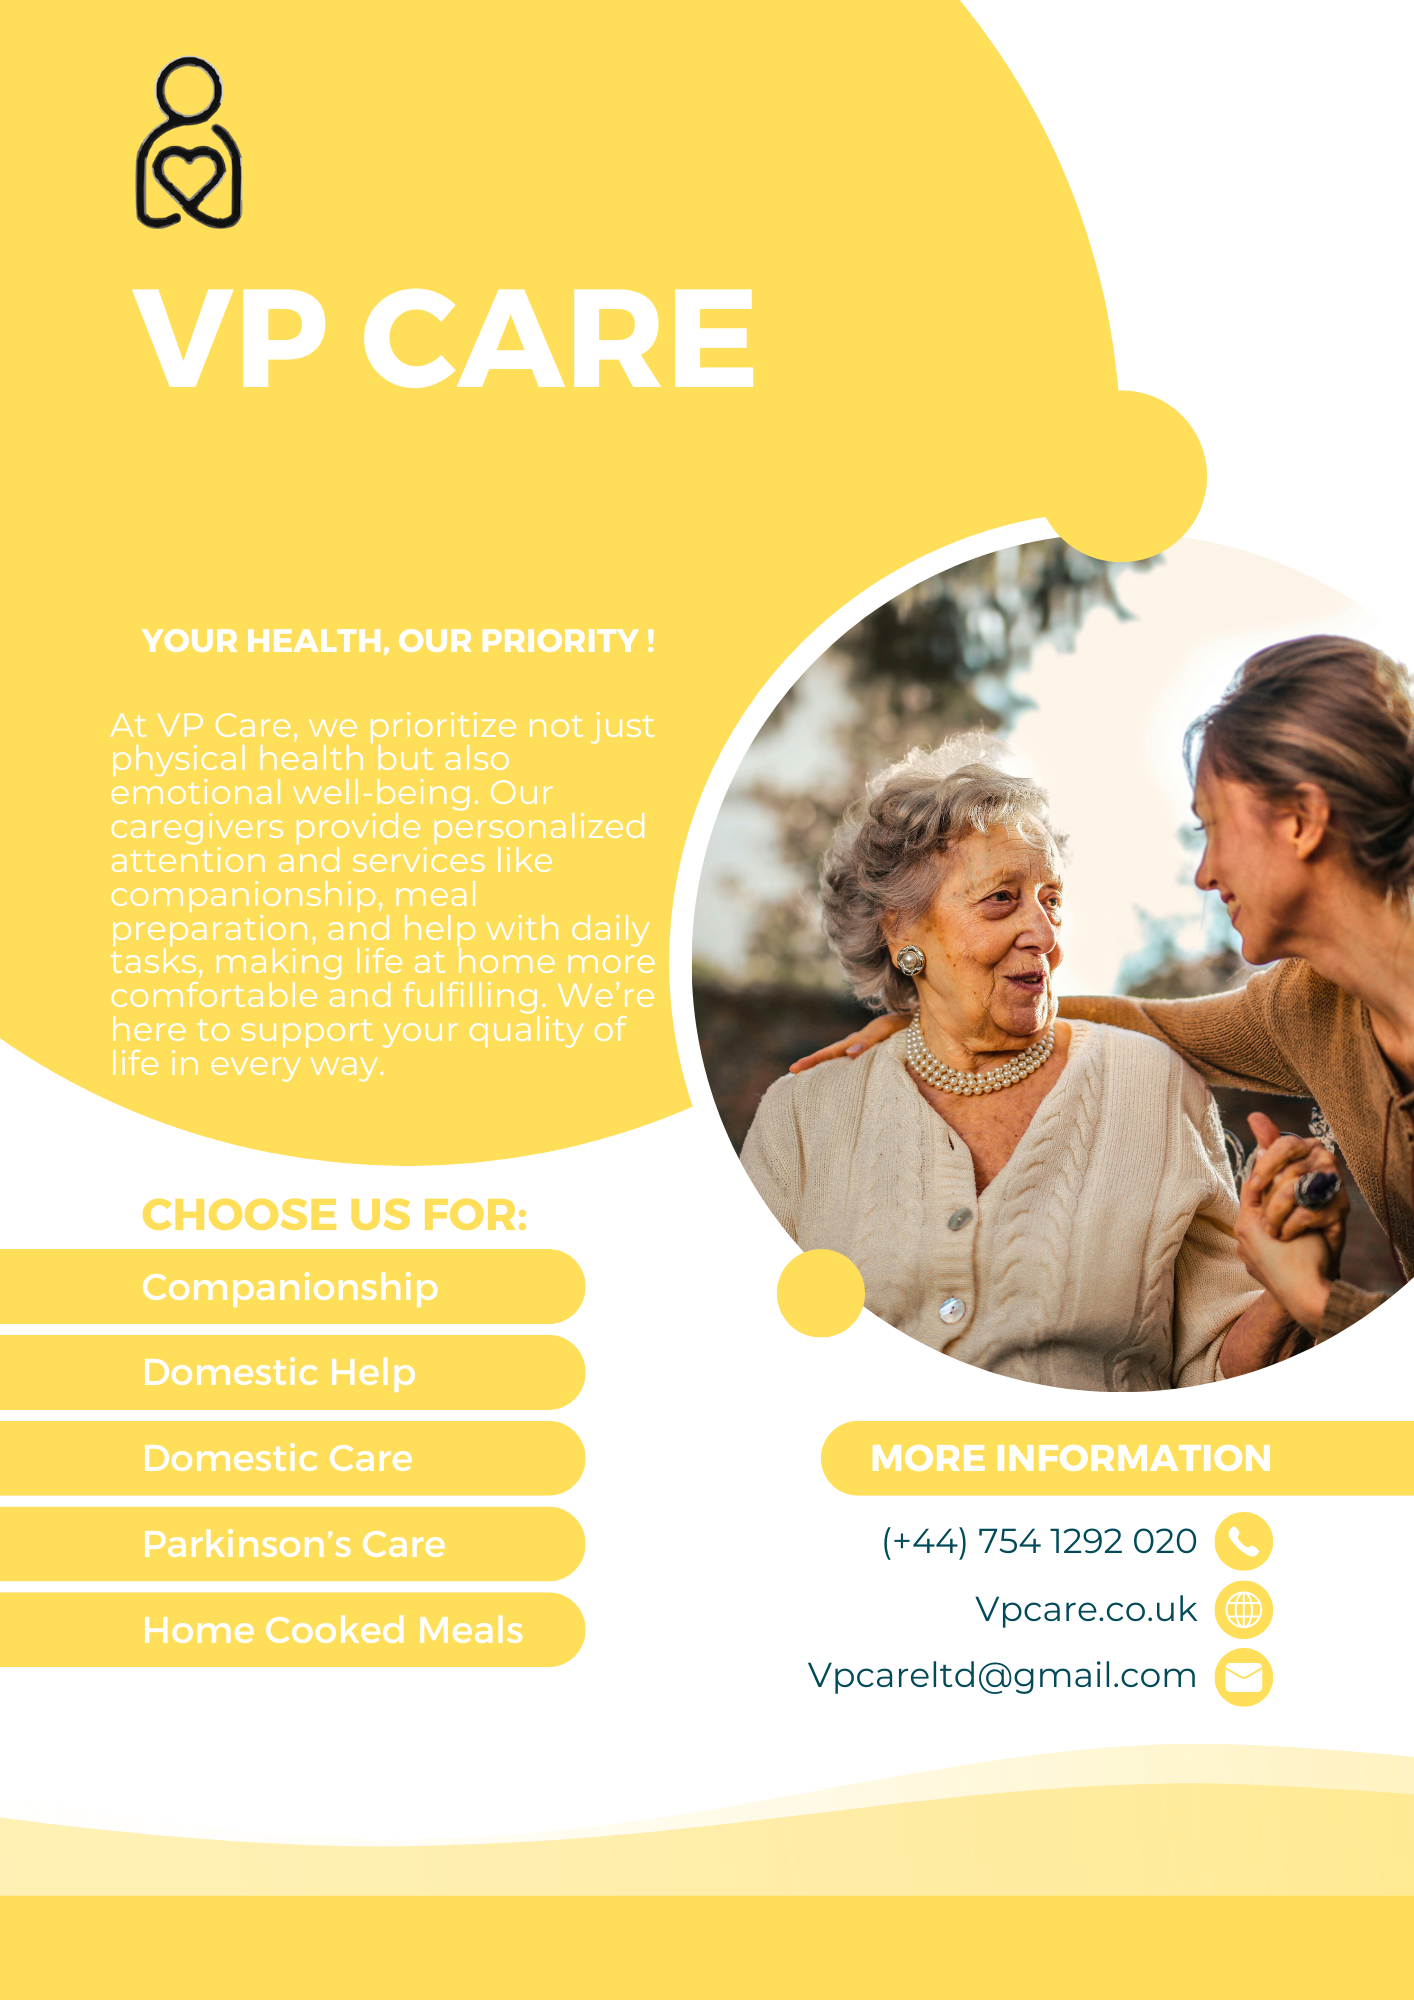 VP CARE
YOUR HEALTH, OUR PRIORITY !
At VP Care, we prioritize not just
physical health but also
emotional well-being. Our
caregivers provide personalized
attention and services like
companionship, meal
preparation, and help with daily
tasks, making life at home more
comfortable and fulfilling. We’re
here to support your quality of
life in every way.
CHOOSE US FOR:
Companionship
Domestic Help
Domestic Care
Parkinson’s Care
Home Cooked Meals
MORE INFORMATION
(+44) 754 1292 020
Vpcare.co.uk
Vpcareltd@gmail.com